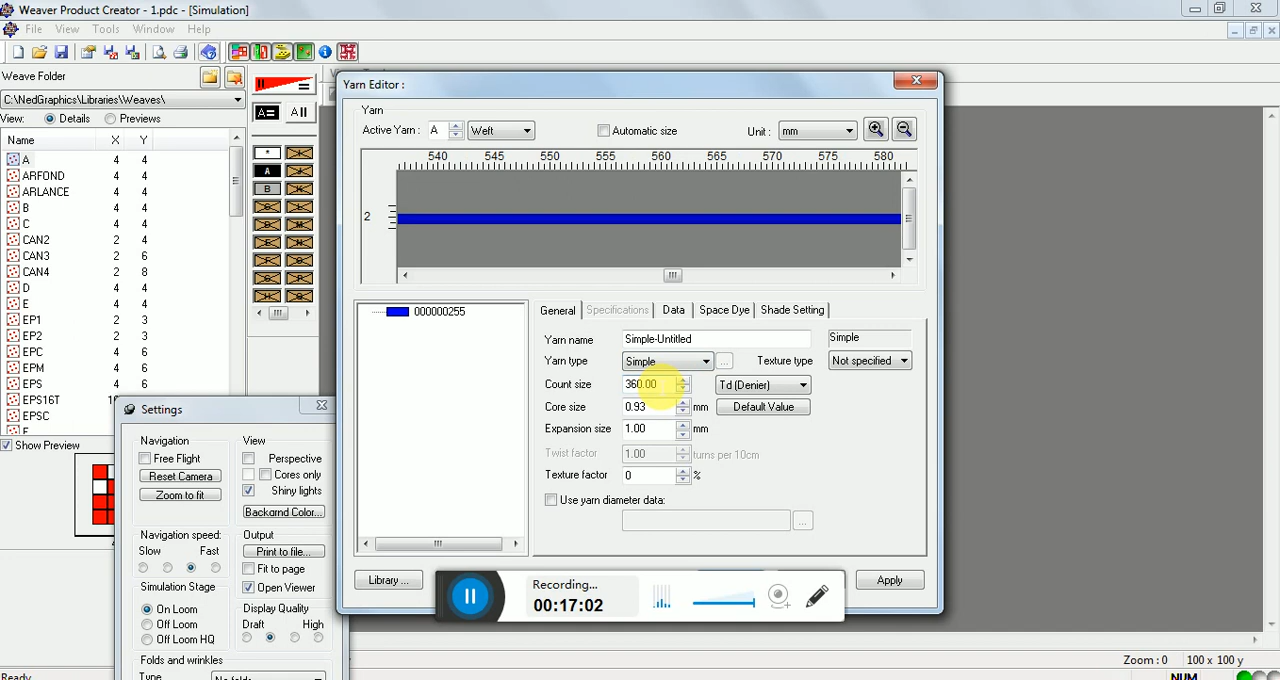 Weaver Product Creator - 1.pdc - [Simulation]
File View Tools Window Help
Weave Folder
C:\NedGraphics\Libraries\Weaves\
View: Details Previews
Name X Y
A 4 4
ARFOND 4 4
ARLANCE 4 4
B 4 4
C 4 4
CAN2 2 4
CAN3 2 6
CAN4 2 8
D 4 4
E 4 4
EP1 2 3
EP2 2 3
EPC 4 6
EPM 4 6
EPS 4 6
EPS16T
EPSC
Show Preview
A= A||
A
B
Settings
Navigation
Free Flight
Reset Camera
Zoom to fit
Navigation speed:
Slow Fast
Simulation Stage
On Loom
Off Loom
Off Loom HQ
View
Perspective
Cores only
Shiny lights
Backgrnd Color...
Output
Print to file...
Fit to page
Open Viewer
Display Quality
Draft High
Folds and wrinkles
Type No folds
Yarn Editor :
Yarn
Active Yarn : A Weft Automatic size Unit : mm
540 545 550 555 560 565 570 575 580
2
000000255
General Specifications Data Space Dye Shade Setting
Yarn name Simple-Untitled Simple
Yarn type Simple ... Texture type Not specified
Count size 360.00 Td (Denier)
Core size 0.93 mm Default Value
Expansion size 1.00 mm
Twist factor 1.00 turns per 10cm
Texture factor 0 %
Use yarn diameter data:
...
Library ... Apply
Recording...
00:17:02
Zoom : 0 100 x 100 y
Ready NUM